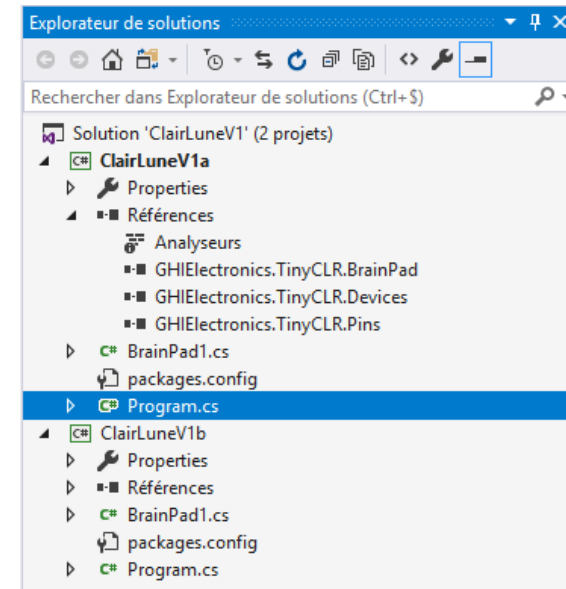 Explorateur de solutions
Rechercher dans Explorateur de solutions (Ctrl+$)
Solution 'ClairLuneV1' (2 projets)
C# ClairLuneV1a
Properties
Références
Analyseurs
GHIElectronics.TinyCLR.BrainPad
GHIElectronics.TinyCLR.Devices
GHIElectronics.TinyCLR.Pins
C# BrainPad1.cs
packages.config
C# Program.cs
C# ClairLuneV1b
Properties
Références
C# BrainPad1.cs
packages.config
C# Program.cs